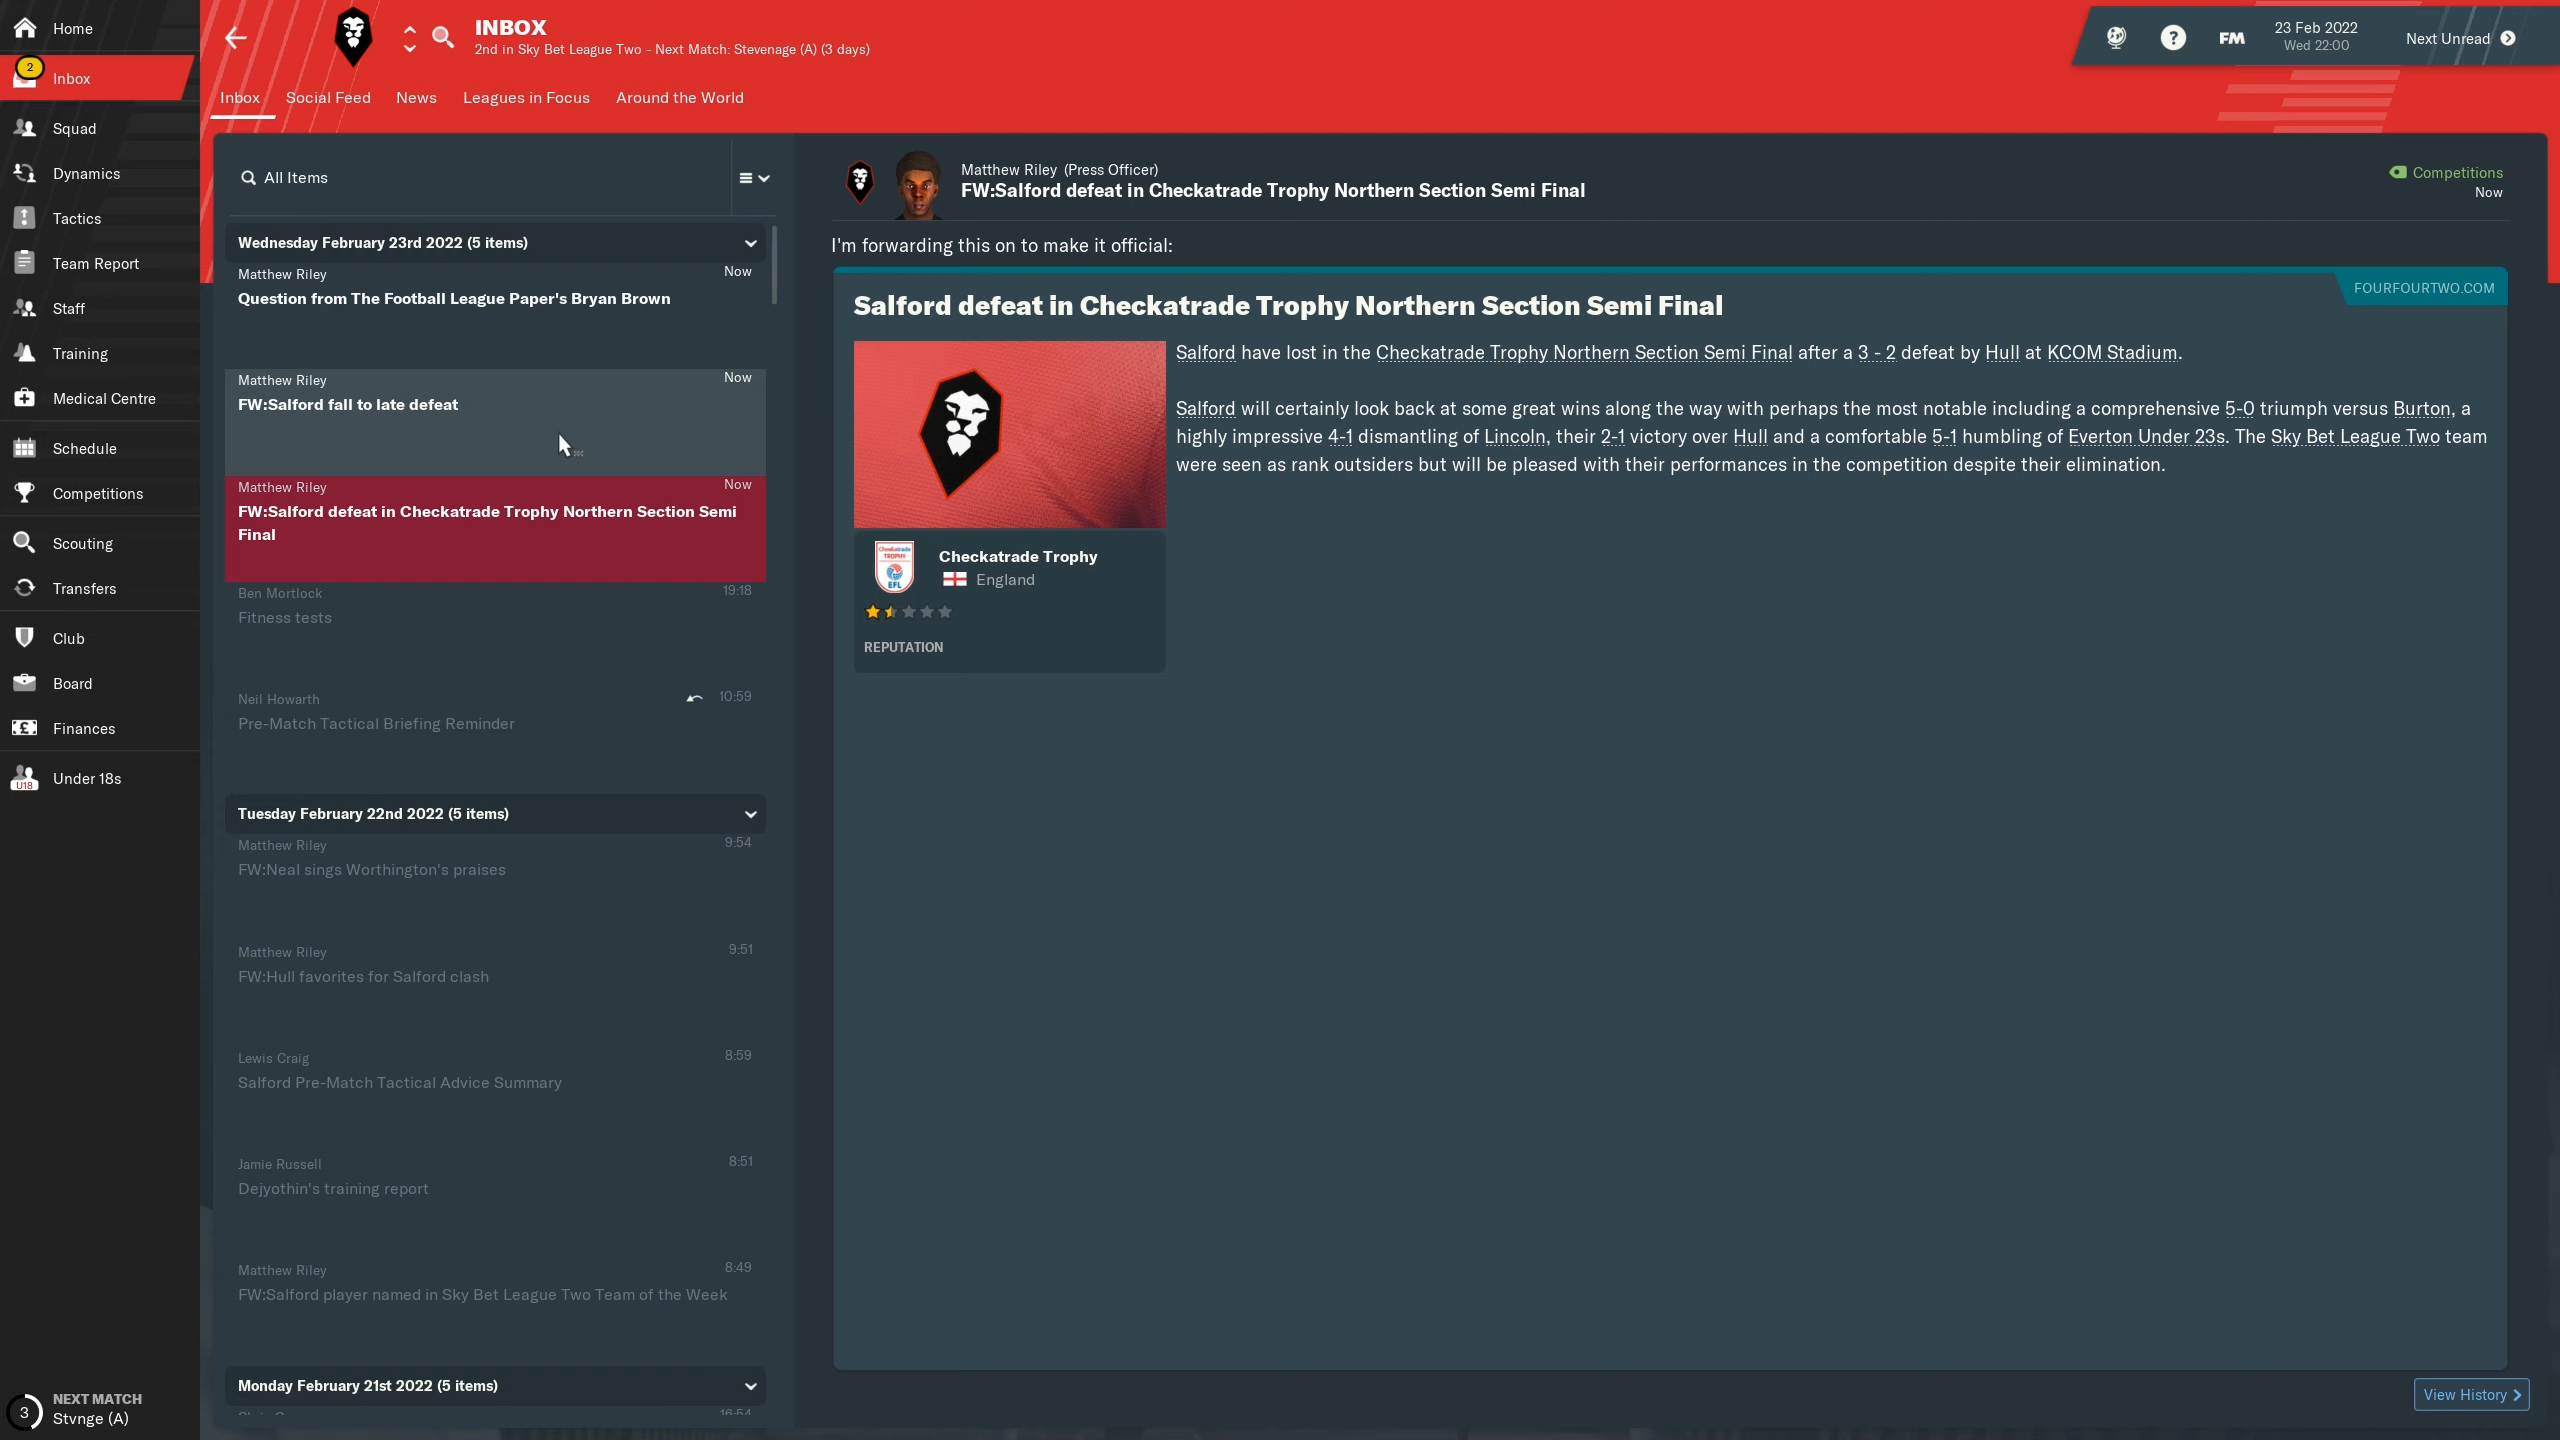 Home
2
Inbox
Squad
Dynamics
Tactics
Team Report
Staff
Training
Medical Centre
Schedule
Competitions
Scouting
Transfers
Club
Board
Finances
U18
Under 18s
3
NEXT MATCH
Stvnge (A)
INBOX
2nd in Sky Bet League Two - Next Match: Stevenage (A) (3 days)
?
FM
23 Feb 2022
Wed 22:00
Next Unread
Inbox
Social Feed
News
Leagues in Focus
Around the World
All Items
Wednesday February 23rd 2022 (5 items)
Matthew Riley
Now
Question from The Football League Paper's Bryan Brown
Matthew Riley
Now
FW:Salford fall to late defeat
Matthew Riley
Now
FW:Salford defeat in Checkatrade Trophy Northern Section Semi
Final
Ben Mortlock
19:18
Fitness tests
Neil Howarth
10:59
Pre-Match Tactical Briefing Reminder
Tuesday February 22nd 2022 (5 items)
Matthew Riley
9:54
FW:Neal sings Worthington's praises
Matthew Riley
9:51
FW:Hull favorites for Salford clash
Lewis Craig
8:59
Salford Pre-Match Tactical Advice Summary
Jamie Russell
8:51
Dejyothin's training report
Matthew Riley
8:49
FW:Salford player named in Sky Bet League Two Team of the Week
Monday February 21st 2022 (5 items)
16:54
Matthew Riley (Press Officer)
FW:Salford defeat in Checkatrade Trophy Northern Section Semi Final
Competitions
Now
I'm forwarding this on to make it official:
FOURFOURTWO.COM
Salford defeat in Checkatrade Trophy Northern Section Semi Final
Salford have lost in the Checkatrade Trophy Northern Section Semi Final after a 3 - 2 defeat by Hull at KCOM Stadium.
Salford will certainly look back at some great wins along the way with perhaps the most notable including a comprehensive 5-0 triumph versus Burton, a
highly impressive 4-1 dismantling of Lincoln, their 2-1 victory over Hull and a comfortable 5-1 humbling of Everton Under 23s. The Sky Bet League Two team
were seen as rank outsiders but will be pleased with their performances in the competition despite their elimination.
Checkatrade
TROPHY
EFL
Checkatrade Trophy
England
REPUTATION
View History